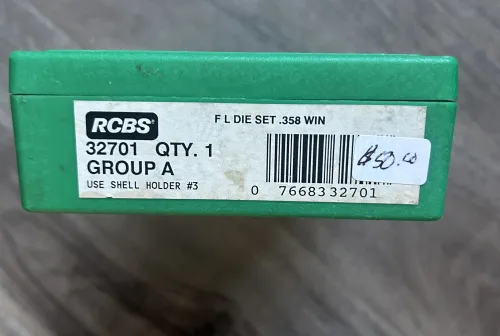 RCBS®
F L DIE SET .358 WIN
32701 QTY. 1
GROUP A
USE SHELL HOLDER #3
$50.00
0 76683 32701